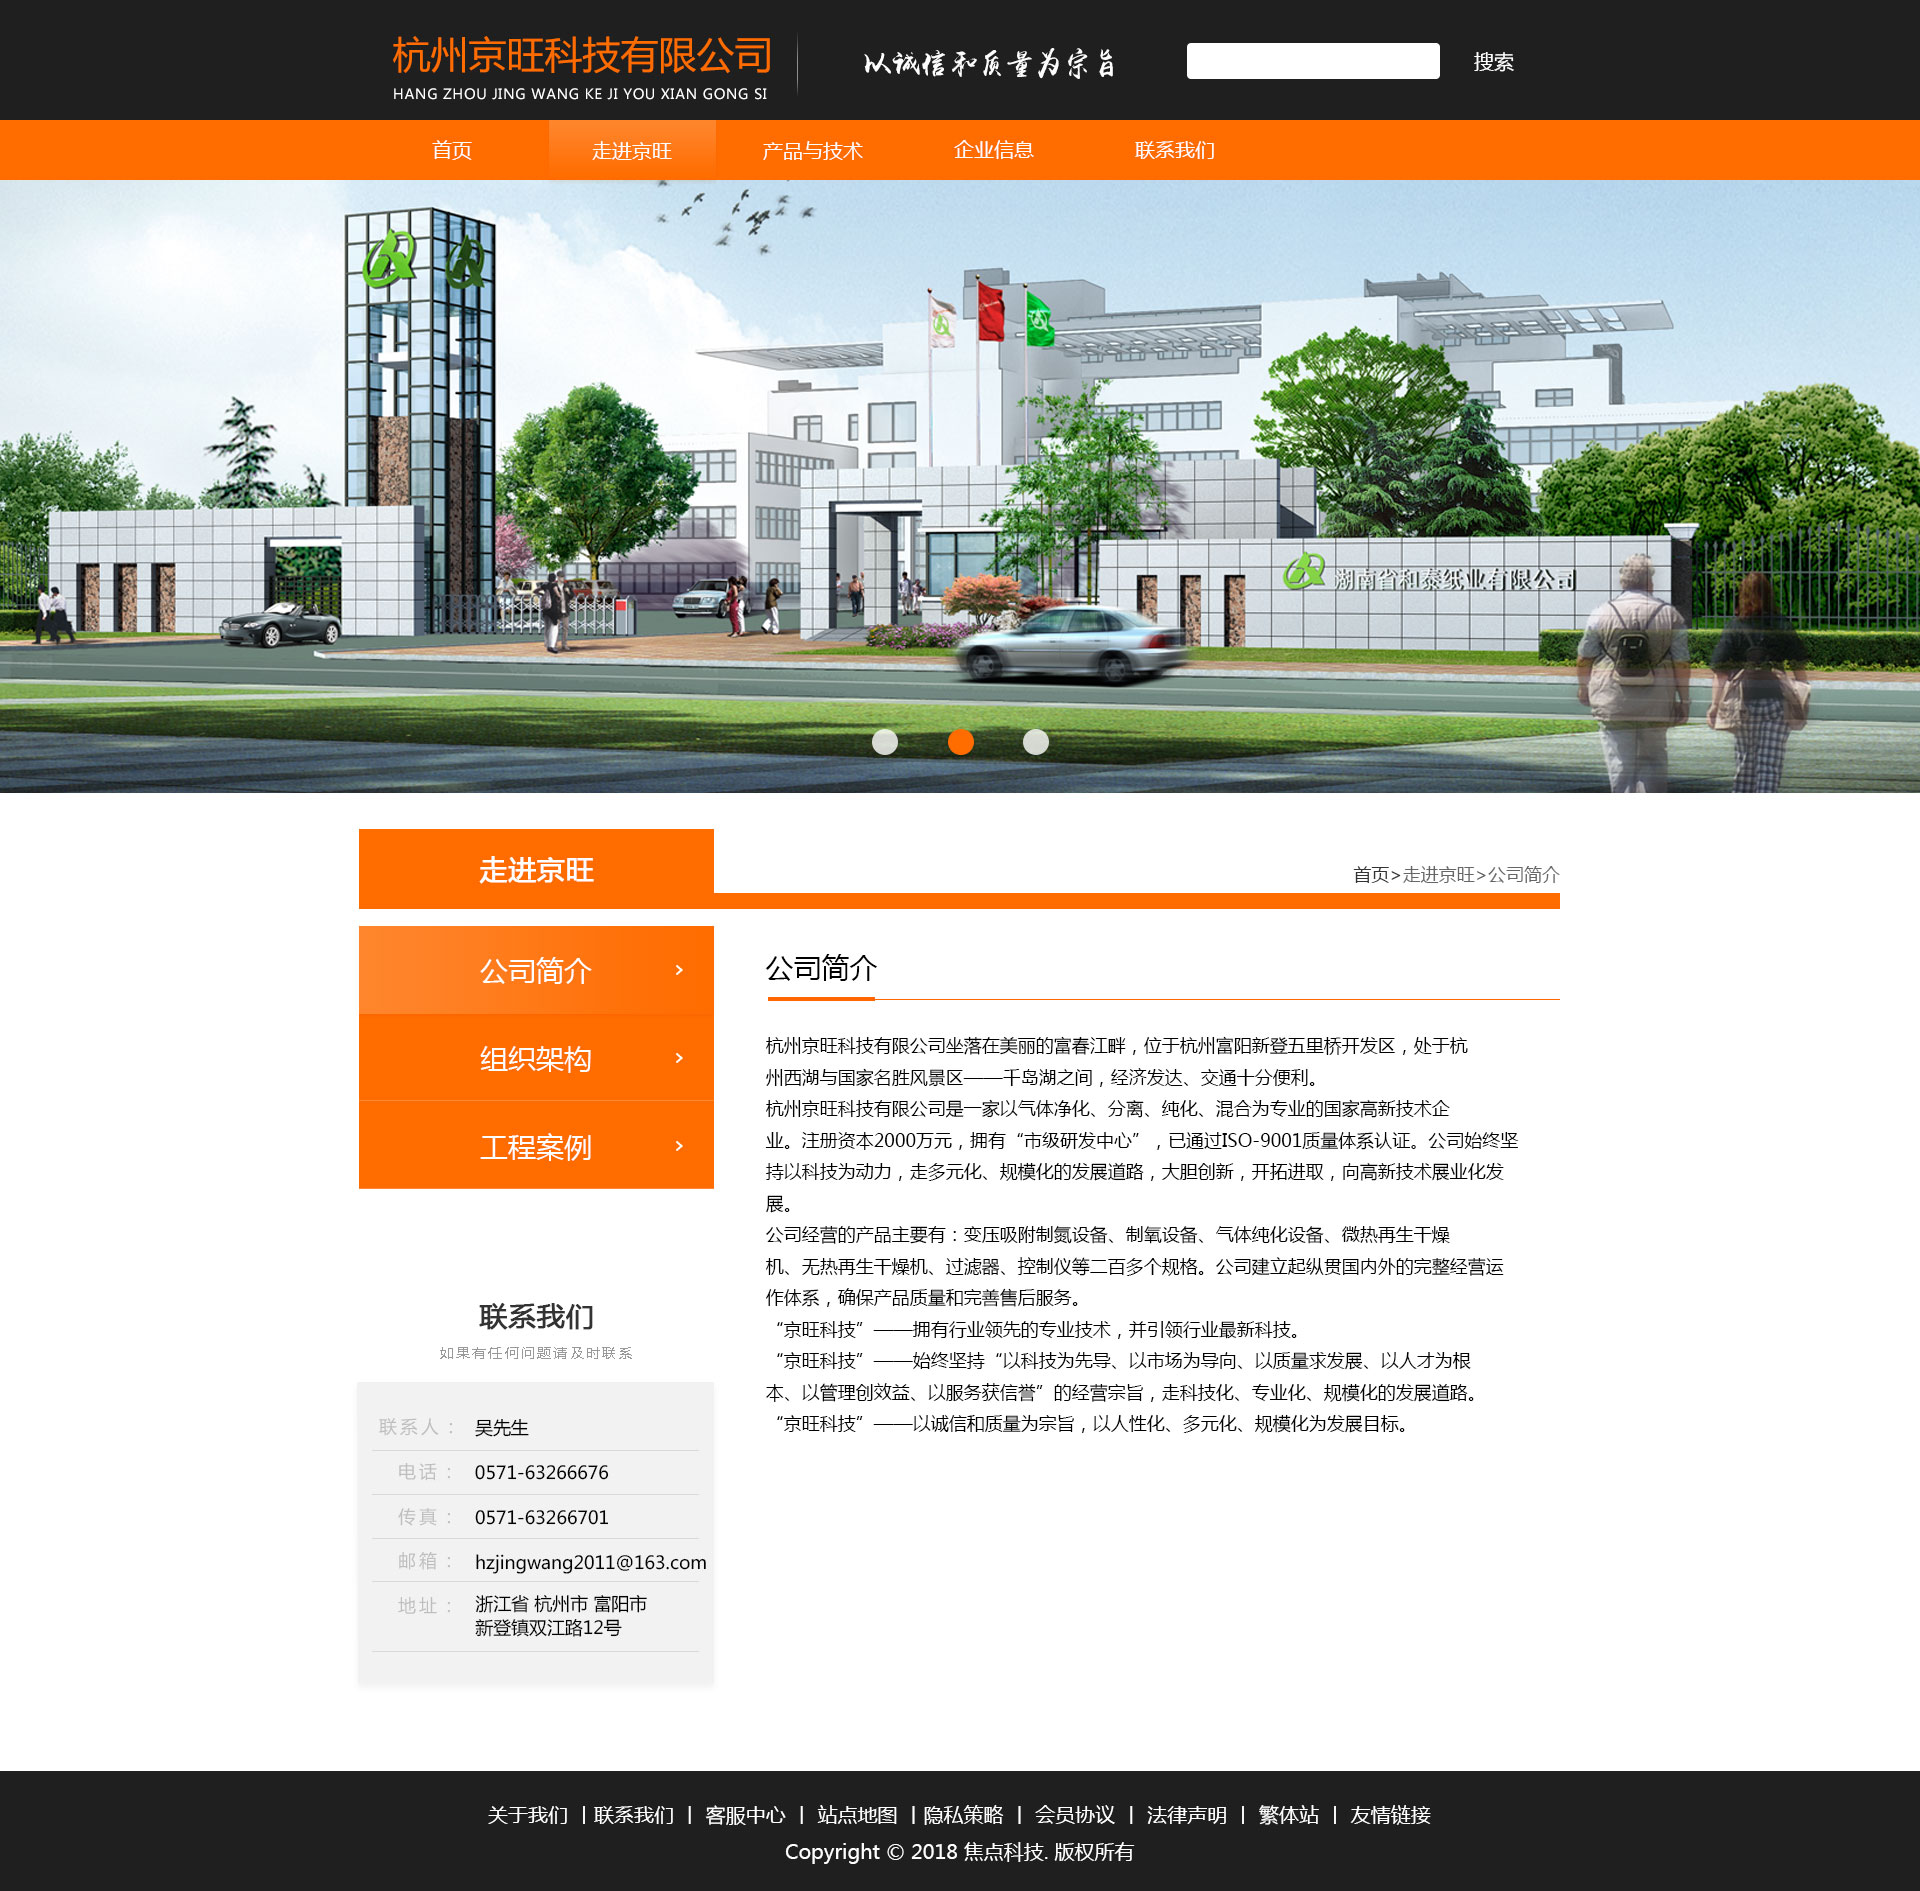 杭州京旺科技有限公司
HANG ZHOU JING WANG KE JI YOU XIAN GONG SI
以诚信和质量为宗旨
搜索
首页 走进京旺 产品与技术 企业信息 联系我们
湖南省和泰纸业有限公司
走进京旺
首页>走进京旺>公司简介
公司简介 >
组织架构 >
工程案例 >
联系我们
如果有任何问题请及时联系
联系人： 吴先生
电话： 0571-63266676
传真： 0571-63266701
邮箱： hzjingwang2011@163.com
地址： 浙江省 杭州市 富阳市
新登镇双江路12号
公司简介
杭州京旺科技有限公司坐落在美丽的富春江畔，位于杭州富阳新登五里桥开发区，处于杭
州西湖与国家名胜风景区——千岛湖之间，经济发达、交通十分便利。
杭州京旺科技有限公司是一家以气体净化、分离、纯化、混合为专业的国家高新技术企
业。注册资本2000万元，拥有“市级研发中心”，已通过ISO-9001质量体系认证。公司始终坚
持以科技为动力，走多元化、规模化的发展道路，大胆创新，开拓进取，向高新技术展业化发
展。
公司经营的产品主要有：变压吸附制氮设备、制氧设备、气体纯化设备、微热再生干燥
机、无热再生干燥机、过滤器、控制仪等二百多个规格。公司建立起纵贯国内外的完整经营运
作体系，确保产品质量和完善售后服务。
“京旺科技”——拥有行业领先的专业技术，并引领行业最新科技。
“京旺科技”——始终坚持“以科技为先导、以市场为导向、以质量求发展、以人才为根
本、以管理创效益、以服务获信誉”的经营宗旨，走科技化、专业化、规模化的发展道路。
“京旺科技”——以诚信和质量为宗旨，以人性化、多元化、规模化为发展目标。
关于我们 | 联系我们 | 客服中心 | 站点地图 | 隐私策略 | 会员协议 | 法律声明 | 繁体站 | 友情链接
Copyright © 2018 焦点科技. 版权所有